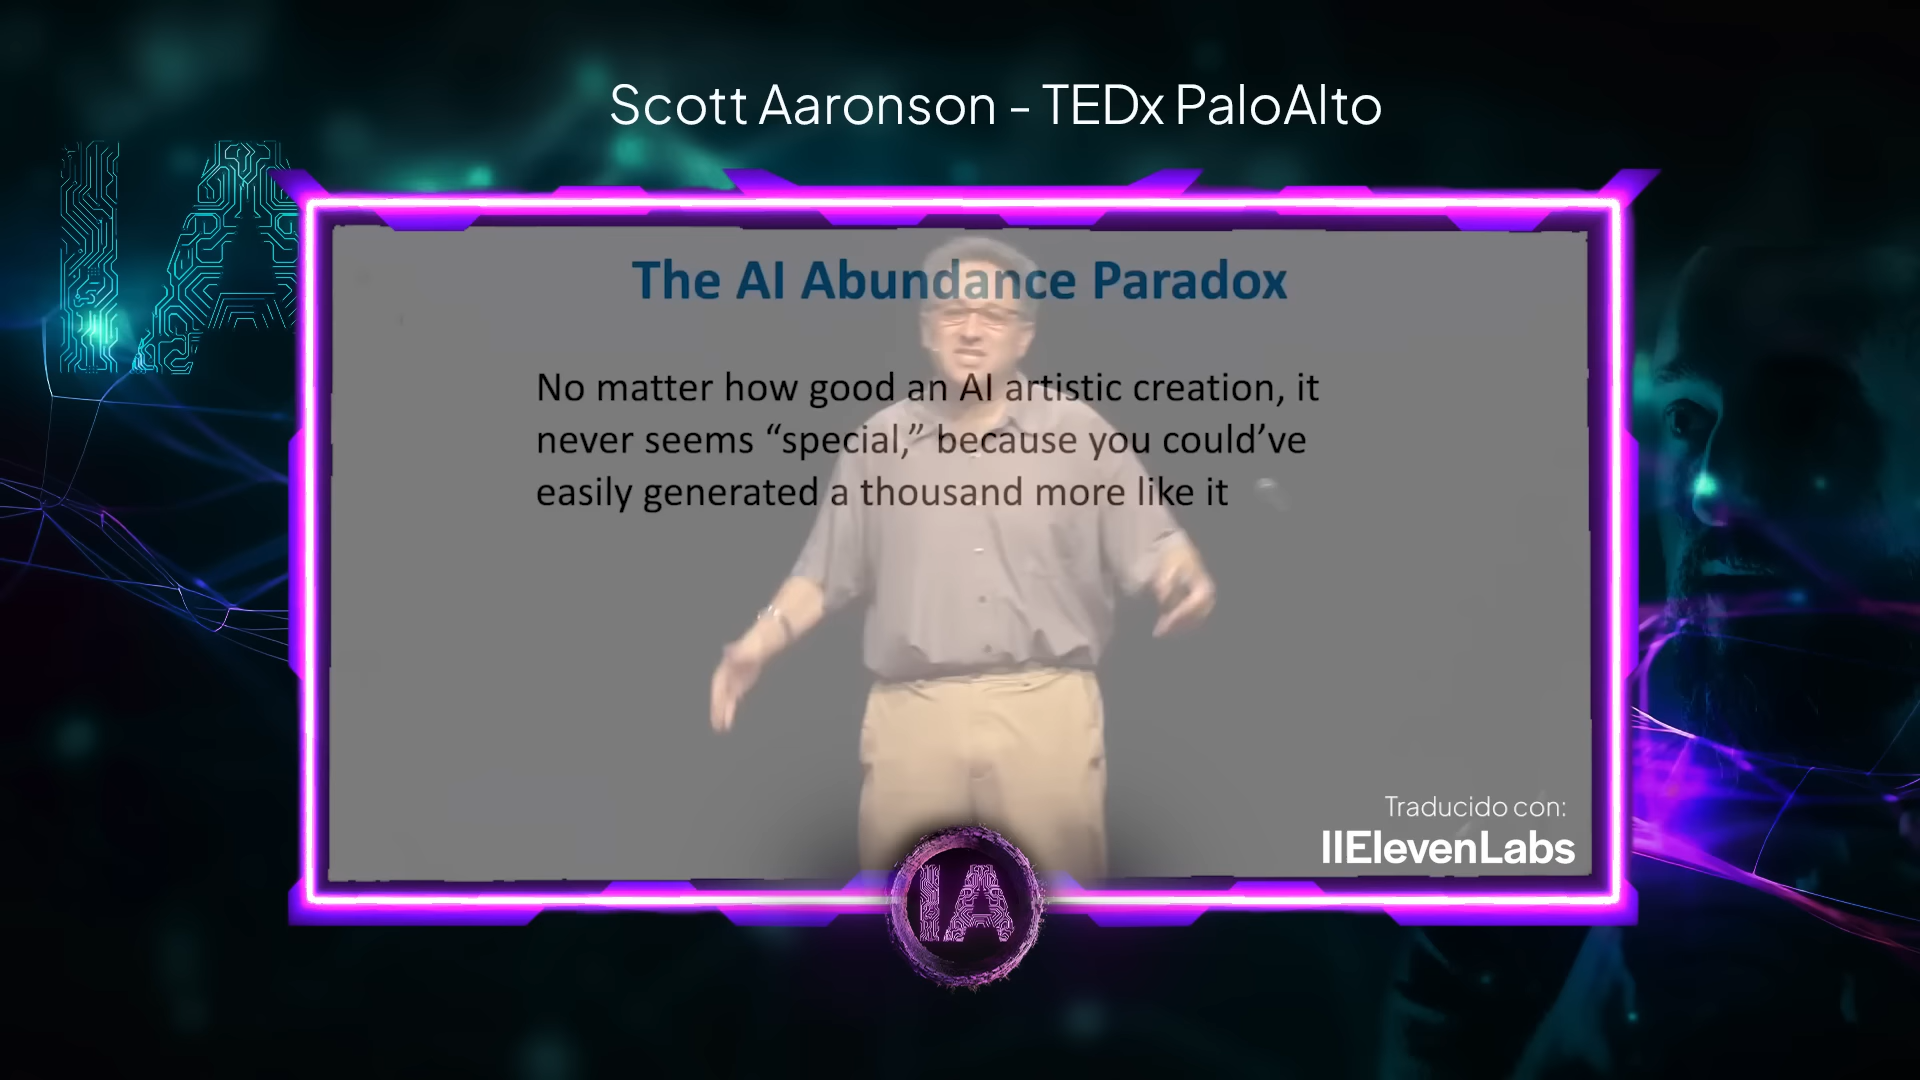 Scott Aaronson - TEDx PaloAlto
IA
The AI Abundance Paradox
No matter how good an AI artistic creation, it
never seems “special,” because you could’ve
easily generated a thousand more like it
Traducido con:
IIElevenLabs
IA